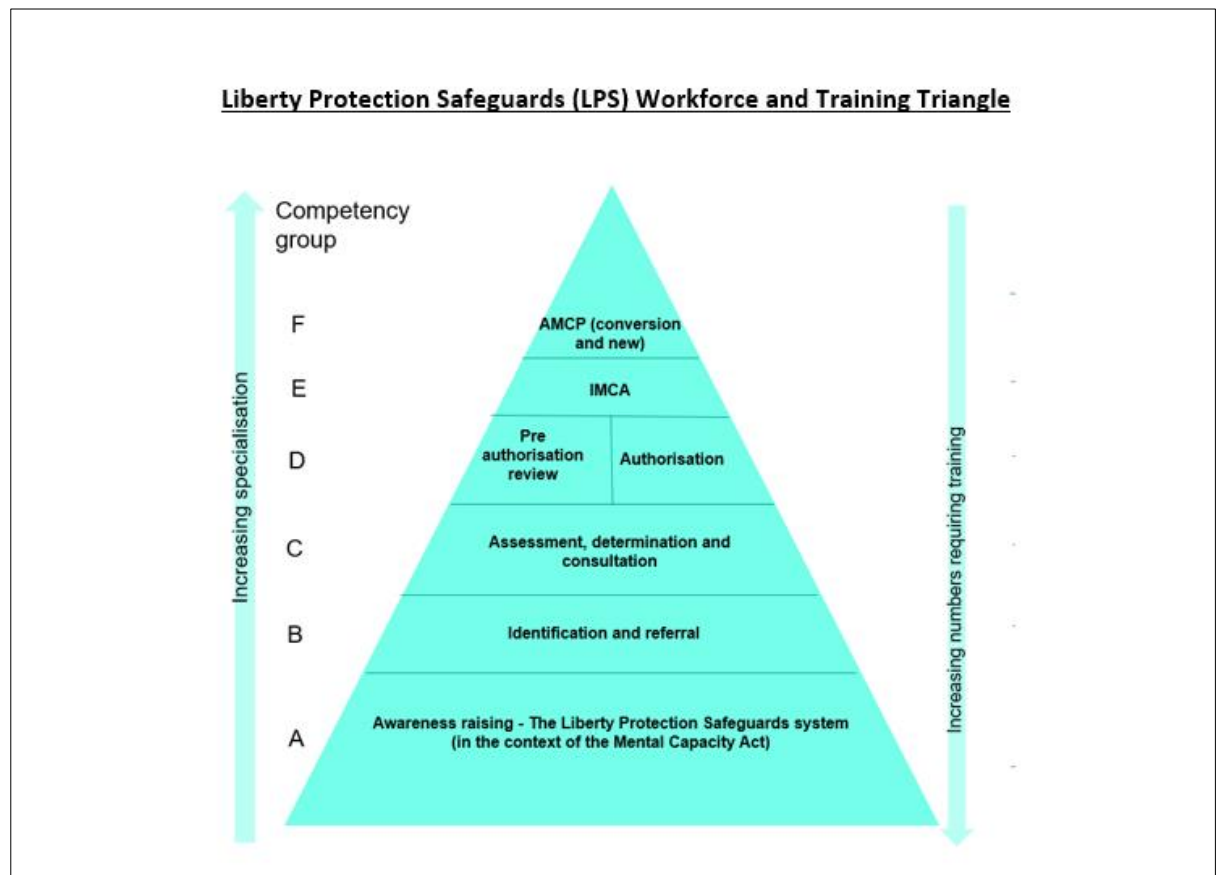 Liberty Protection Safeguards (LPS) Workforce and Training Triangle
Competency
group
Increasing specialisation
Increasing numbers requiring training
F
AMCP (conversion
and new)
E
IMCA
D
Pre
authorisation
review
Authorisation
C
Assessment, determination and
consultation
B
Identification and referral
A
Awareness raising - The Liberty Protection Safeguards system
(in the context of the Mental Capacity Act)